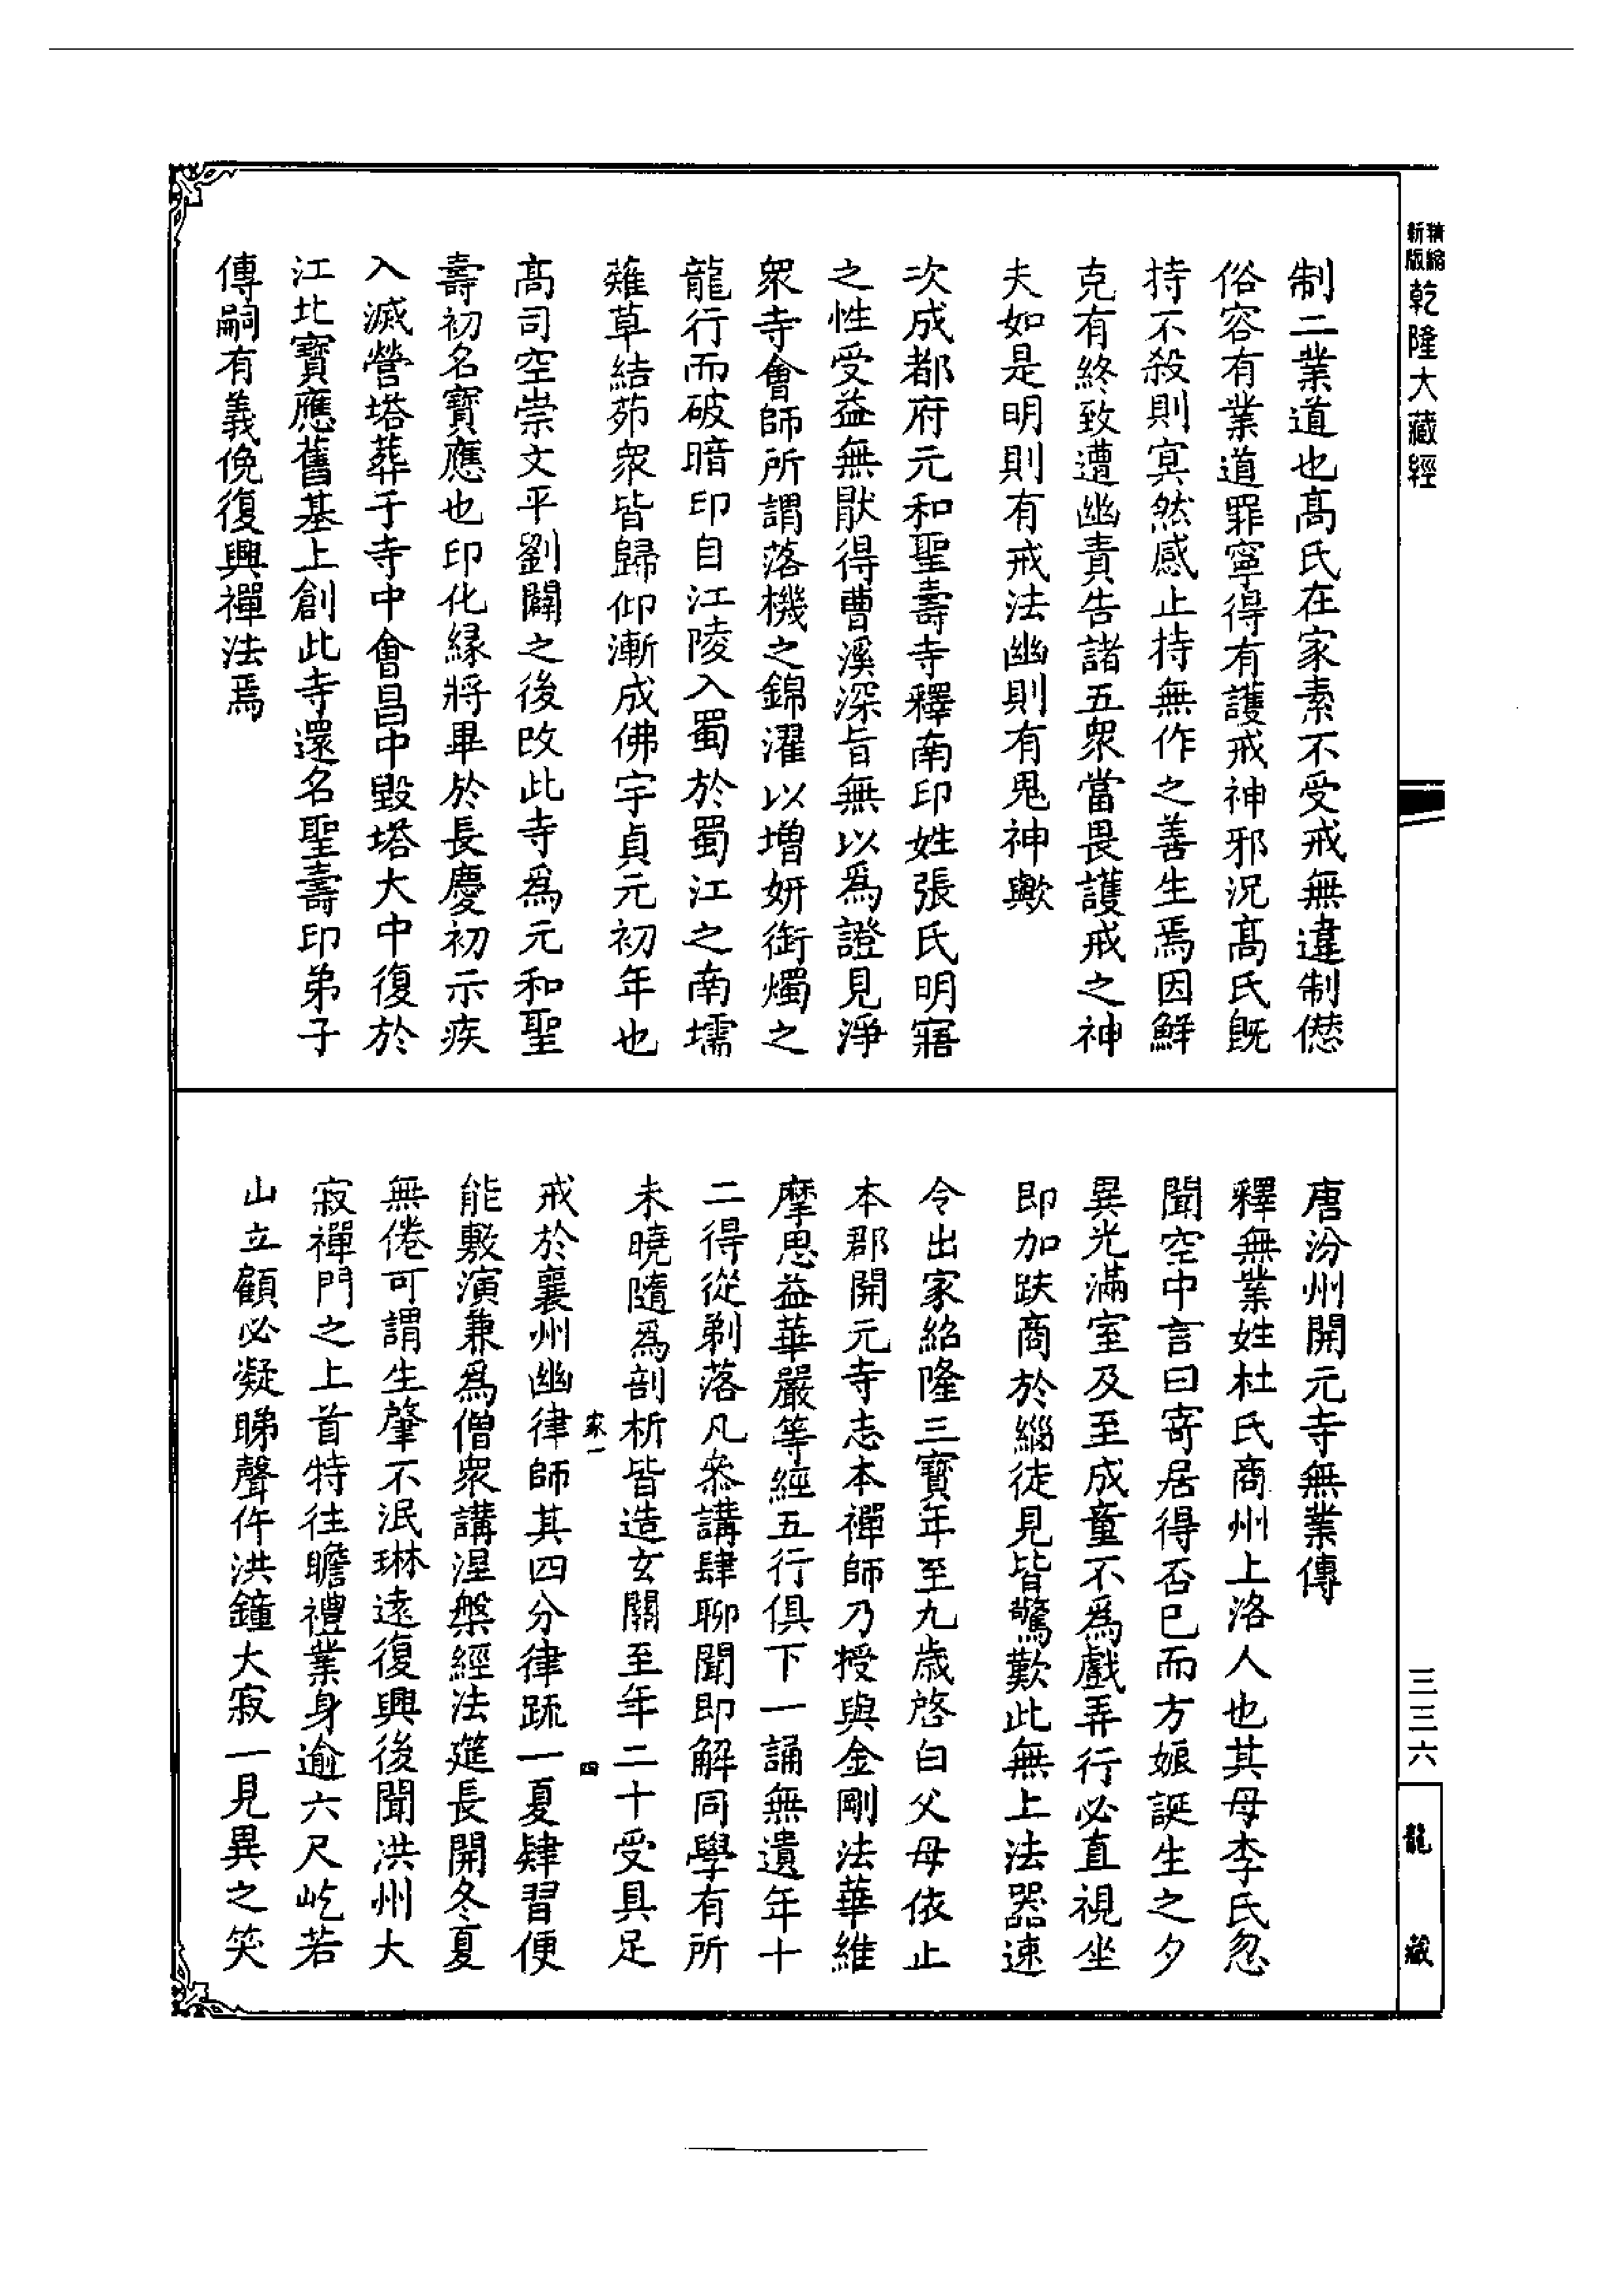 精縮
新版
乾隆大藏經
制二業道也高氏在家素不受戒無違制僁
俗容有業道罪寧得有護戒神邪況高氏既
持不殺則冥然感止持無作之善生焉因鮮
克有終致遭幽責告諸五眾當畏護戒之神
夫如是明則有戒法幽則有鬼神歟
次成都府元和聖壽寺釋南印姓張氏明寤
之性受益無猒得曹溪深旨無以為證見淨
眾寺會師所謂落機之錦濯以增妍銜燭之
龍行而破暗印自江陵入蜀於蜀江之南壖
薙草結茆眾皆歸仰漸成佛宇貞元初年也
高司空崇文平劉闢之後改此寺為元和聖
壽初名寶應也印化緣將畢於長慶初示疾
入滅營塔葬于寺中會昌中毀塔大中復於
江北寶應舊基上創此寺還名聖壽印弟子
傳嗣有義俛復興禪法焉
唐汾州開元寺無業傳
釋無業姓杜氏商州上洛人也其母李氏忽
聞空中言曰寄居得否已而方娠誕生之夕
異光滿室及至成童不為戲弄行必直視坐
即加趺商於緇徒見皆驚歎此無上法器速
令出家紹隆三寶年至九歲啓白父母依止
本郡開元寺志本禪師乃授與金剛法華維
摩思益華嚴等經五行俱下一誦無遺年十
二得從剃落凡參講肆聊聞即解同學有所
未曉隨為剖析皆造玄關至年二十受具足
戒於襄州幽律師其四分律䟽一夏肄習便
能敷演兼為僧眾講涅槃經法筵長開冬夏
無倦可謂生肇不泯琳遠復興後聞洪州大
寂禪門之上首特往瞻禮業身逾六尺屹若
山立顧必凝睇聲仵洪鐘大寂一見異之笑
四
三三六
龍藏